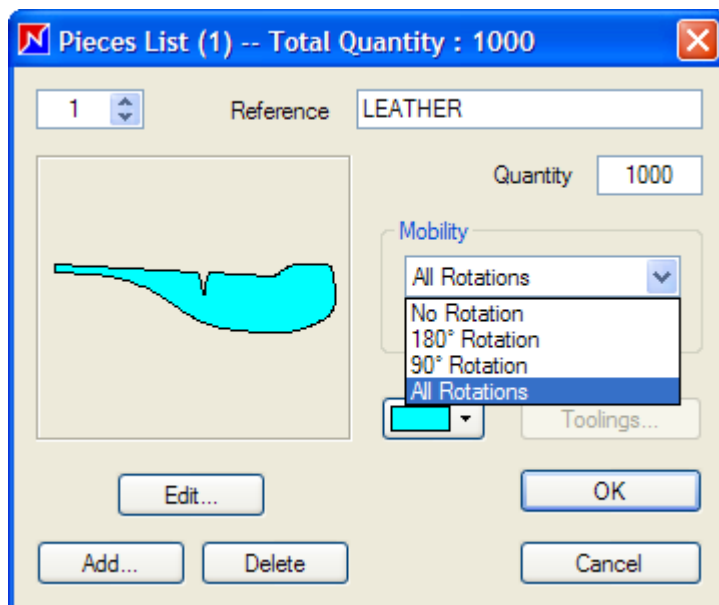 Pieces List (1) -- Total Quantity : 1000
1 Reference LEATHER
Quantity 1000
Mobility
All Rotations
No Rotation
180° Rotation
90° Rotation
All Rotations
Toolings...
Edit... OK
Add... Delete Cancel